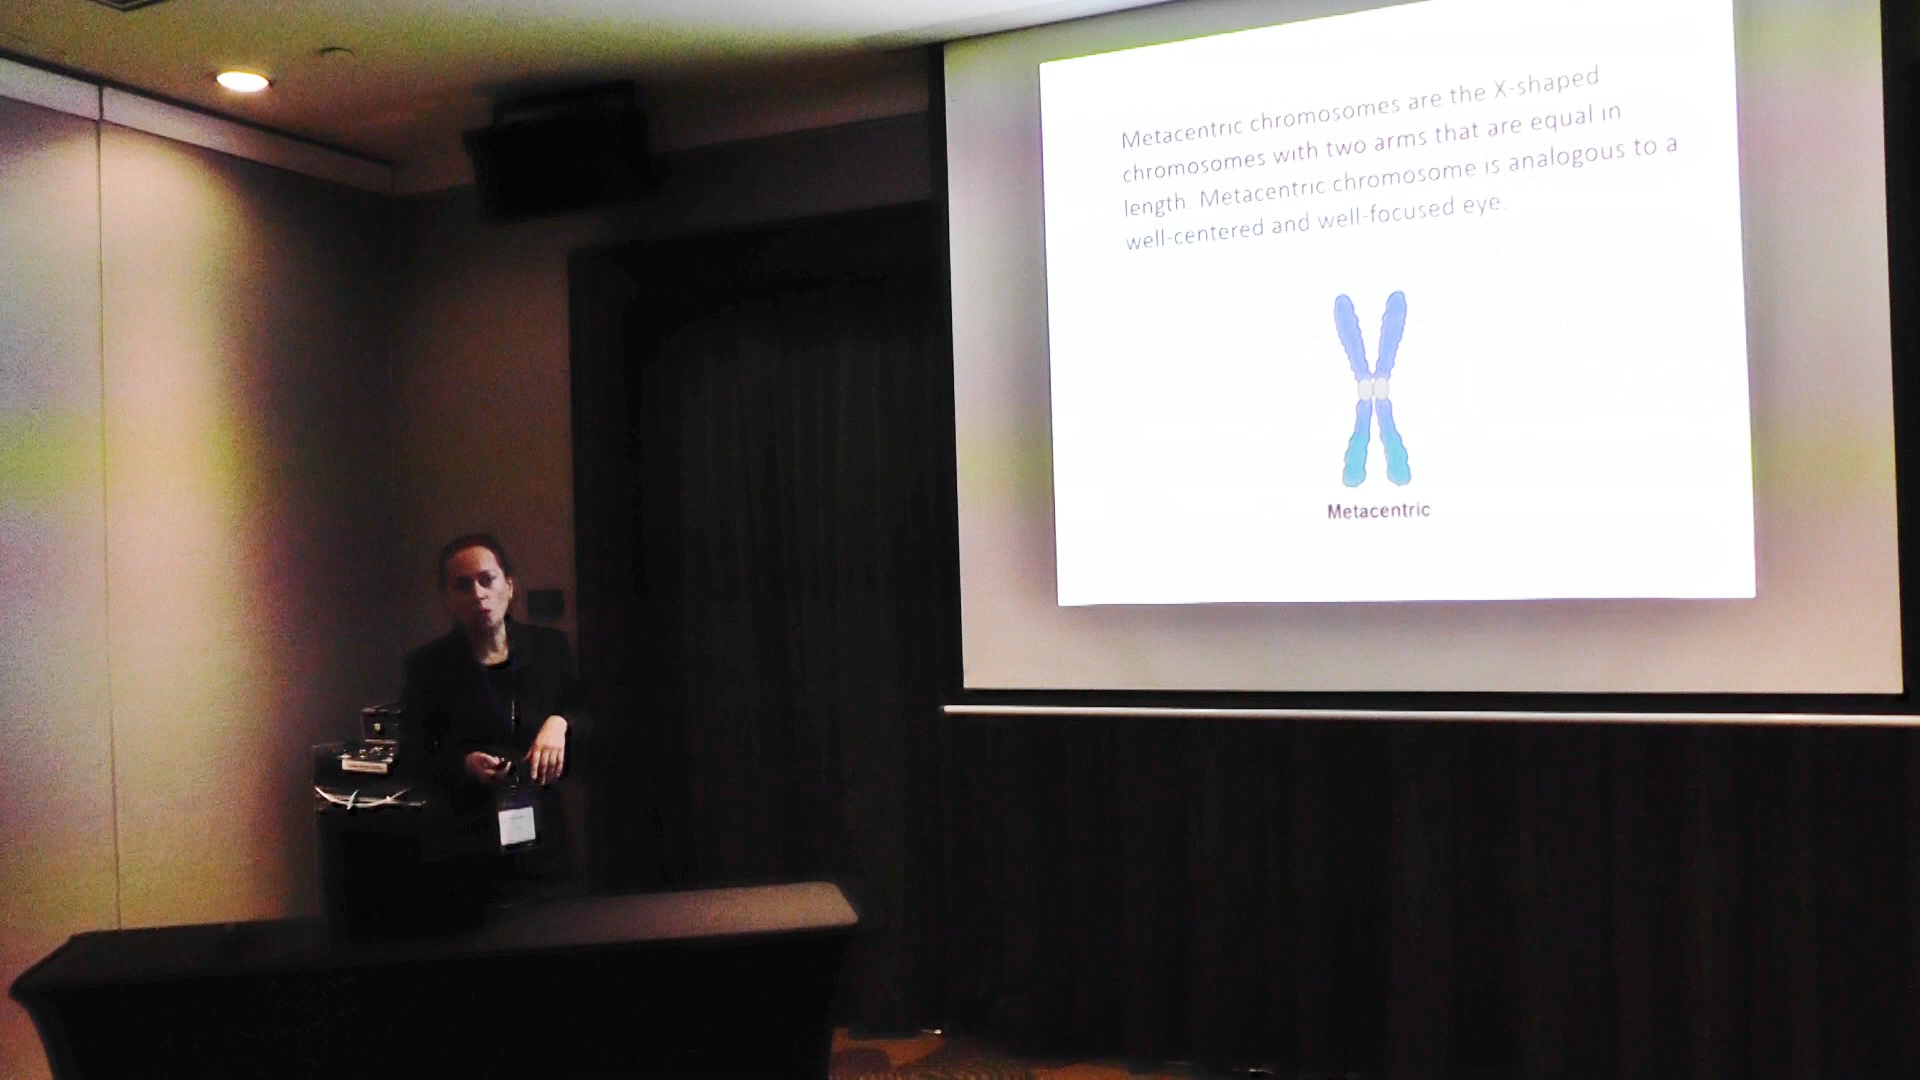 Metacentric chromosomes are the X-shaped
chromosomes with two arms that are equal in
length. Metacentric chromosome is analogous to a
well-centered and well-focused eye.
Metacentric